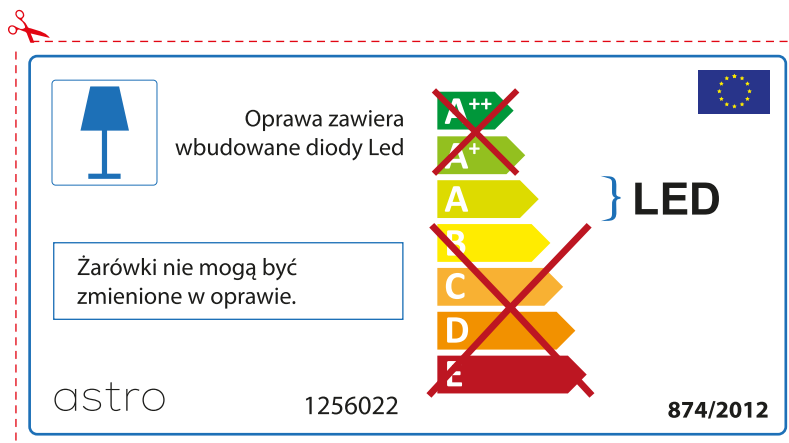 Oprawa zawiera
wbudowane diody Led
A++
A+
A
B
C
D
E
LED
Żarówki nie mogą być
zmienione w oprawie.
astro
1256022
874/2012